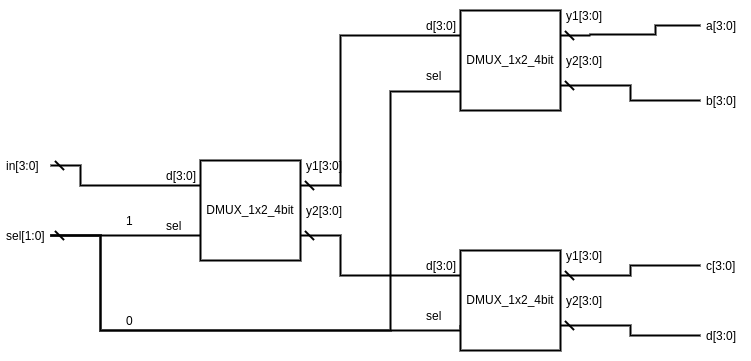 y1[3:0]
d[3:0]
a[3:0]
DMUX_1x2_4bit
y2[3:0]
sel
b[3:0]
in[3:0]
d[3:0]
y1[3:0]
DMUX_1x2_4bit
y2[3:0]
1
sel
sel[1:0]
y1[3:0]
d[3:0]
c[3:0]
DMUX_1x2_4bit
y2[3:0]
sel
0
d[3:0]